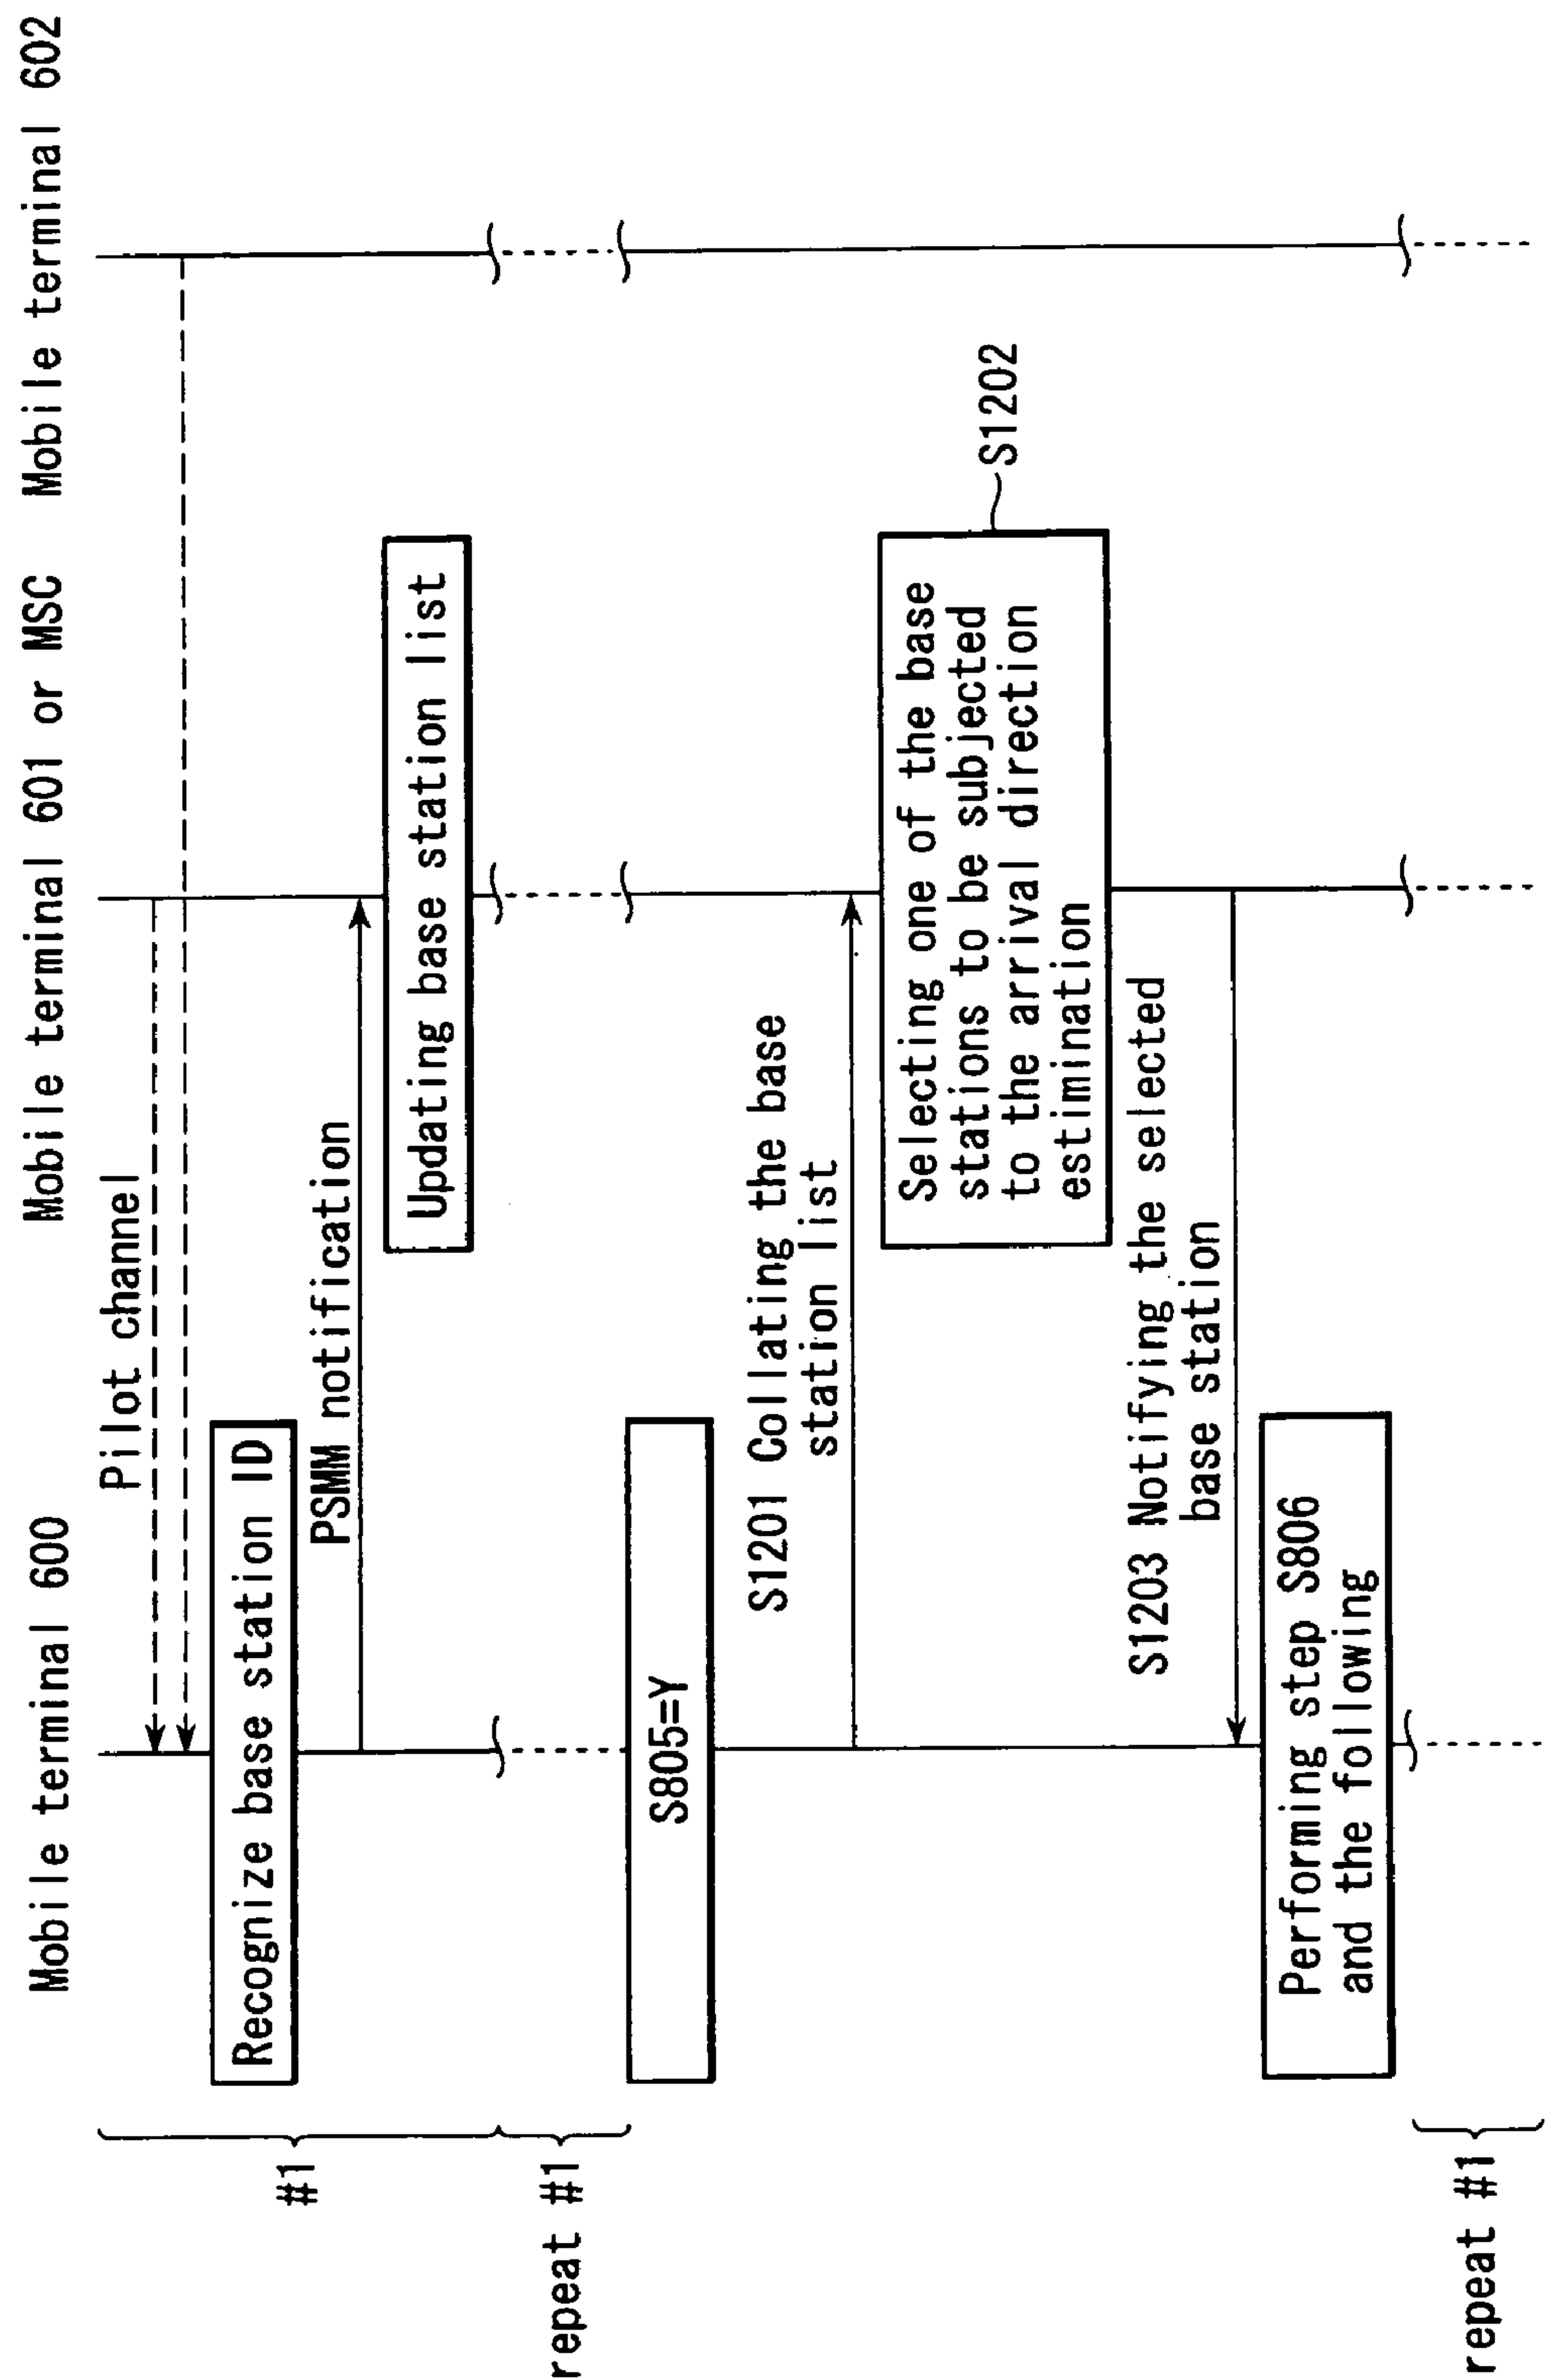 Mobile terminal 600
Mobile terminal 601 or MSC
Mobile terminal 602
Pilot channel
Recognize base station ID
PSMM notification
Updating base station list
#1
repeat #1
S805=Y
S1201 Collating the base
station list
Selecting one of the base
stations to be subjected
to the arrival direction
estimination
S1202
S1203 Notifying the selected
base station
Performing step S806
and the following
repeat #1